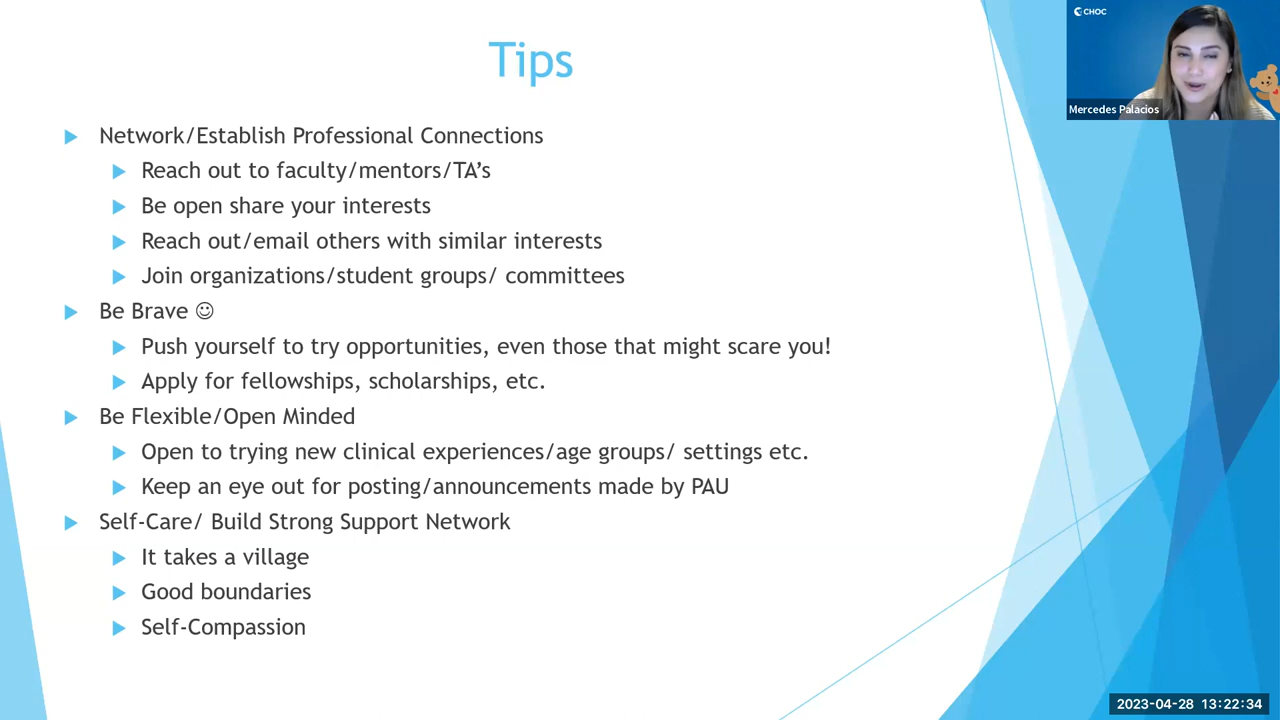 Tips
Network/Establish Professional Connections
Reach out to faculty/mentors/TA’s
Be open share your interests
Reach out/email others with similar interests
Join organizations/student groups/ committees
Be Brave ☺
Push yourself to try opportunities, even those that might scare you!
Apply for fellowships, scholarships, etc.
Be Flexible/Open Minded
Open to trying new clinical experiences/age groups/ settings etc.
Keep an eye out for posting/announcements made by PAU
Self-Care/ Build Strong Support Network
It takes a village
Good boundaries
Self-Compassion
CHOC
Mercedes Palacios
2023-04-28 13:22:34